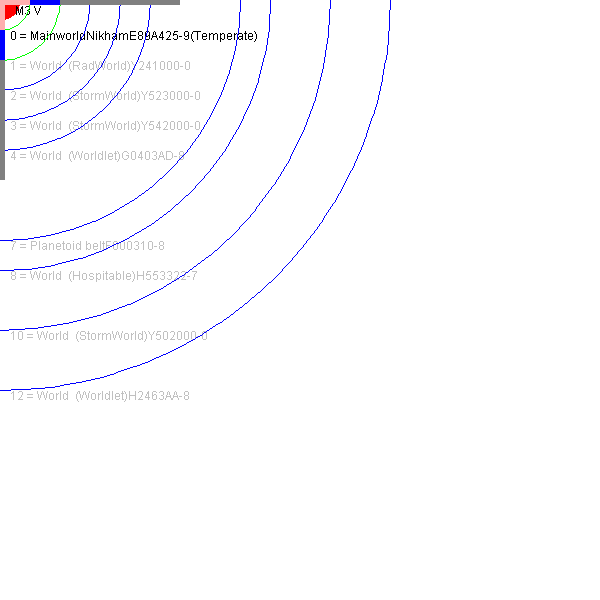 M3 V
0 = MainworldNikhamE89A425-9(Temperate)
1 = World (RadWorld)Y241000-0
2 = World (StormWorld)Y523000-0
3 = World (StormWorld)Y542000-0
4 = World (Worldlet)G0403AD-8
7 = Planetoid beltF000310-8
8 = World (Hospitable)H553322-7
10 = World (StormWorld)Y502000-0
12 = World (Worldlet)H2463AA-8